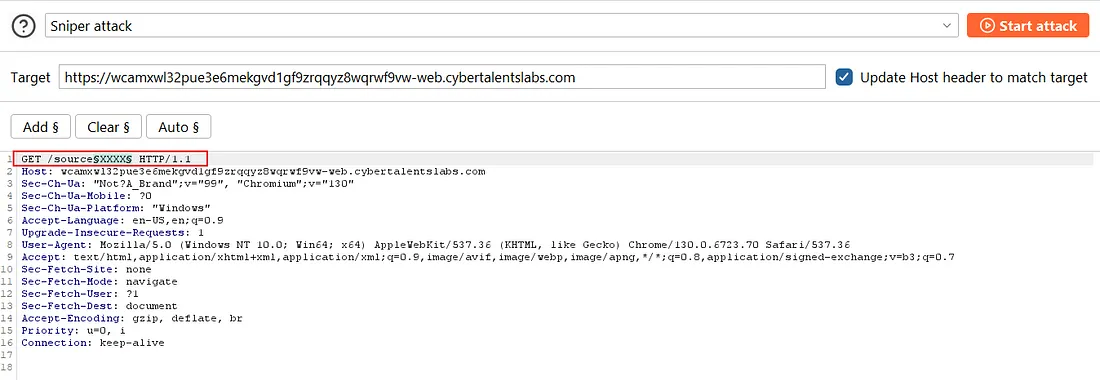 ? Sniper attack Start attack
Target https://wcamxwl32pue3e6mekgvd1gf9zrqqyz8wqrwf9vw-web.cybertalentslabs.com Update Host header to match target
Add § Clear § Auto §
1 GET /source§XXXX§ HTTP/1.1
2 Host: wcamxwl32pue3e6mekgvd1gf9zrqqyz8wqrwf9vw-web.cybertalentslabs.com
3 Sec-Ch-Ua: "Not?A_Brand";v="99", "Chromium";v="130"
4 Sec-Ch-Ua-Mobile: ?0
5 Sec-Ch-Ua-Platform: "Windows"
6 Accept-Language: en-US,en;q=0.9
7 Upgrade-Insecure-Requests: 1
8 User-Agent: Mozilla/5.0 (Windows NT 10.0; Win64; x64) AppleWebKit/537.36 (KHTML, like Gecko) Chrome/130.0.6723.70 Safari/537.36
9 Accept: text/html,application/xhtml+xml,application/xml;q=0.9,image/avif,image/webp,image/apng,*/*;q=0.8,application/signed-exchange;v=b3;q=0.7
10 Sec-Fetch-Site: none
11 Sec-Fetch-Mode: navigate
12 Sec-Fetch-User: ?1
13 Sec-Fetch-Dest: document
14 Accept-Encoding: gzip, deflate, br
15 Priority: u=0, i
16 Connection: keep-alive
17
18